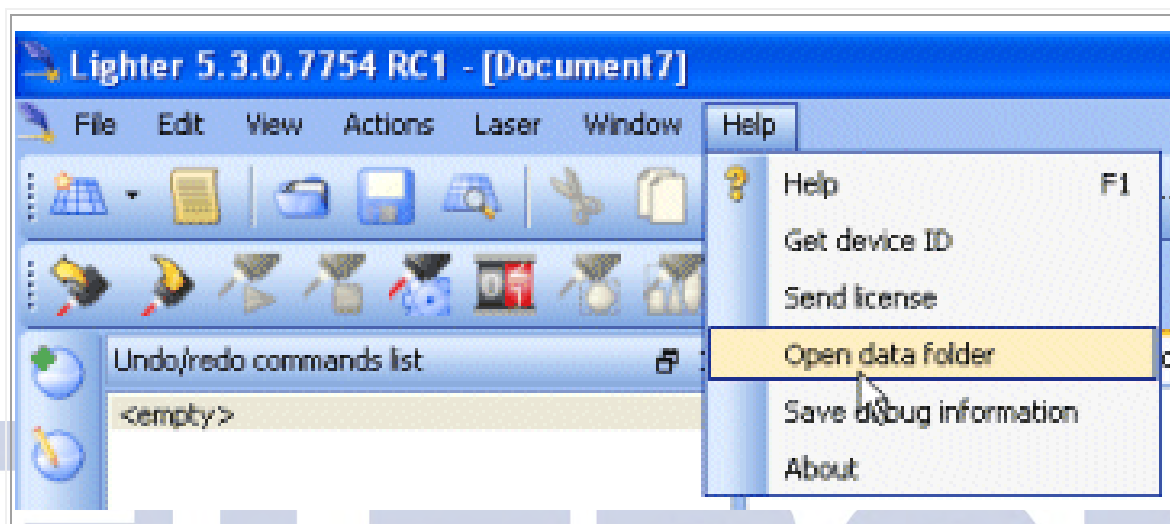 Lighter 5.3.0.7754 RC1 - [Document7]
File Edit View Actions Laser Window Help
Help F1
Get device ID
Send license
Open data folder
Save debug information
About
Undo/redo commands list
<empty>